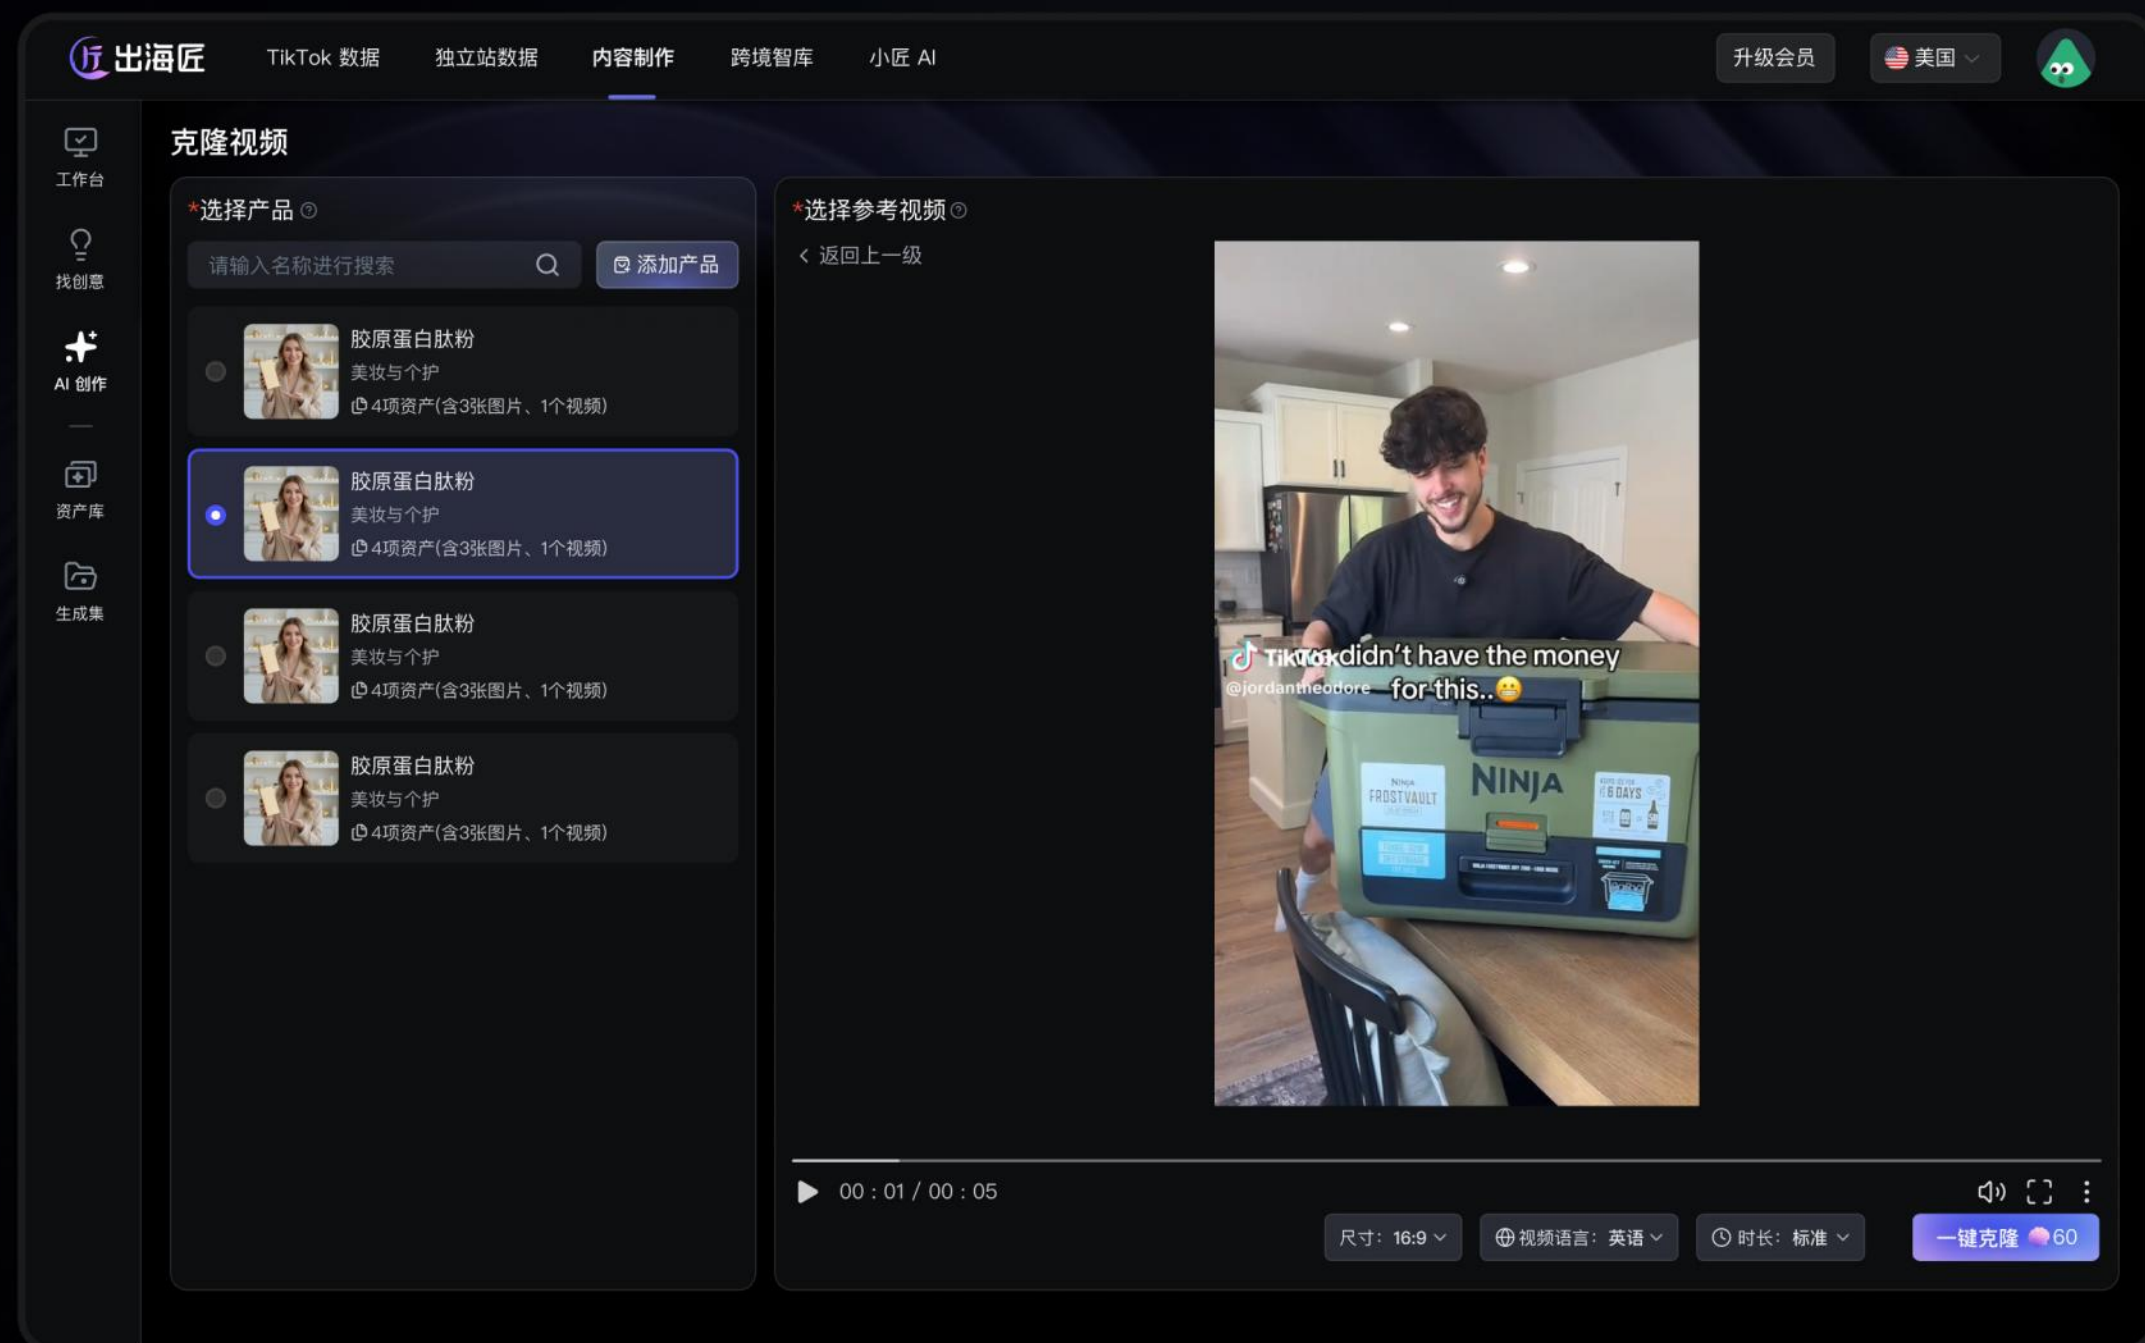 出海匠
TikTok 数据
独立站数据
内容制作
跨境智库
小匠 AI
升级会员
美国
工作台
找创意
AI 创作
资产库
生成集
克隆视频
*选择产品
请输入名称进行搜索
添加产品
胶原蛋白肽粉
美妆与个护
4项资产(含3张图片、1个视频)
胶原蛋白肽粉
美妆与个护
4项资产(含3张图片、1个视频)
胶原蛋白肽粉
美妆与个护
4项资产(含3张图片、1个视频)
胶原蛋白肽粉
美妆与个护
4项资产(含3张图片、1个视频)
*选择参考视频
返回上一级
TikTok
didn't have the money
@jordantheodore
for this..😬
NINJA
NINJA
FROSTVAULT
6 DAYS
00 : 01 / 00 : 05
尺寸: 16:9
视频语言: 英语
时长: 标准
一键克隆 60